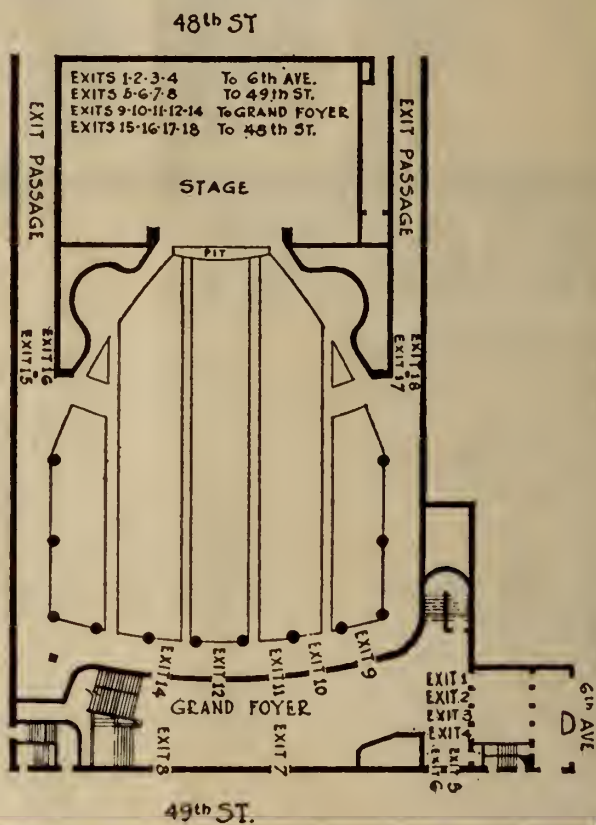 48th ST
EXITS 1-2-3-4 To 6th AVE.
EXITS 5-6-7-8 To 49th ST.
EXITS 9-10-11-12-14 To GRAND FOYER
EXITS 15-16-17-18 To 48th ST.
EXIT PASSAGE
EXIT PASSAGE
STAGE
PIT
EXIT 16
EXIT 15
EXIT 18
EXIT 17
EXIT 14
EXIT 12
EXIT 11
EXIT 10
EXIT 9
GRAND FOYER
EXIT 8
EXIT 7
EXIT 1
EXIT 2
EXIT 3
EXIT 4
EXIT 5
EXIT 6
6th AVE
49th ST.